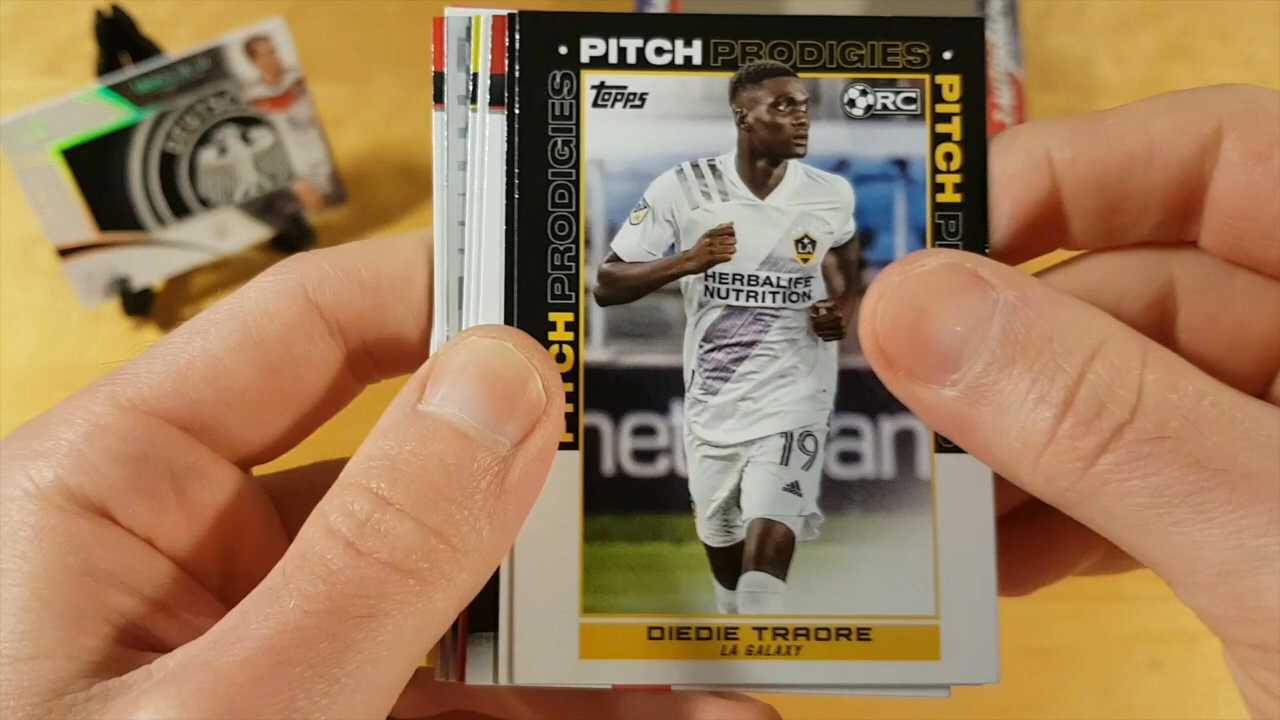 PITCH PRODIGIES
PITCH PRODIGIES
PITCH
topps
RC
LA
HERBALIFE
NUTRITION
19
DIEDIE TRAORE
LA GALAXY